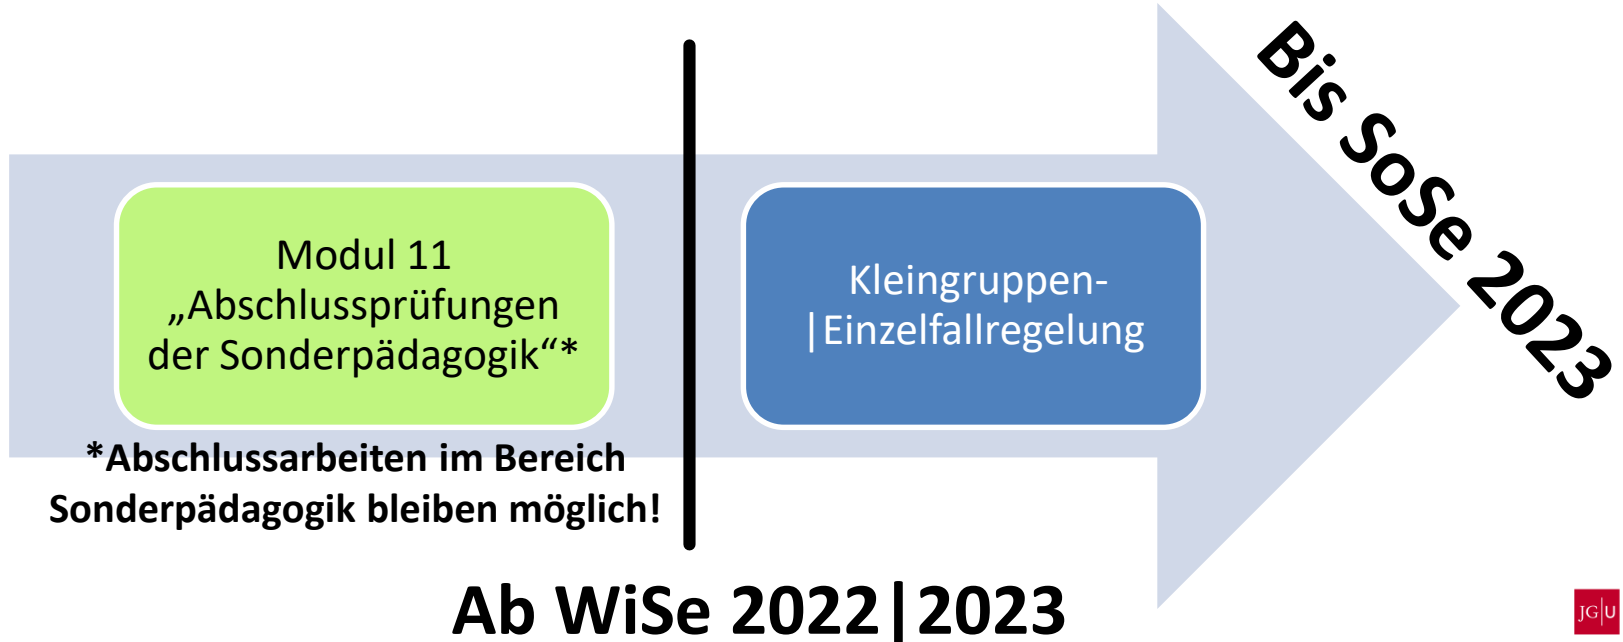 Modul 11
„Abschlussprüfungen
der Sonderpädagogik“*
*Abschlussarbeiten im Bereich
Sonderpädagogik bleiben möglich!
Kleingruppen-
|Einzelfallregelung
Bis SoSe 2023
Ab WiSe 2022|2023
JG|U